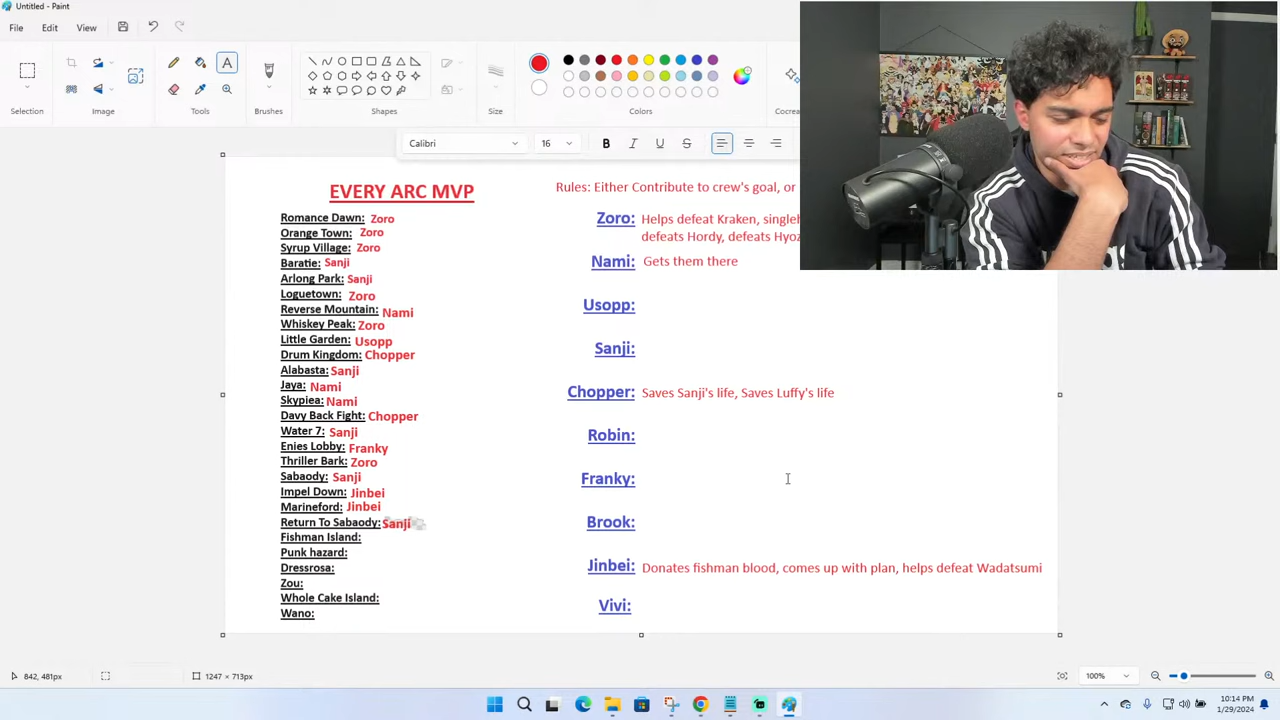 Untitled - Paint
File Edit View
Selection Image Tools Brushes Shapes Size Colors
Calibri 16 B I U S
EVERY ARC MVP
Romance Dawn: Zoro
Orange Town: Zoro
Syrup Village: Zoro
Baratie: Sanji
Arlong Park: Sanji
Loguetown: Zoro
Reverse Mountain: Nami
Whiskey Peak: Zoro
Little Garden: Usopp
Drum Kingdom: Chopper
Alabasta: Sanji
Jaya: Nami
Skypiea: Nami
Davy Back Fight: Chopper
Water 7: Sanji
Enies Lobby: Franky
Thriller Bark: Zoro
Sabaody: Sanji
Impel Down: Jinbei
Marineford: Jinbei
Return To Sabaody: Sanji
Fishman Island:
Punk hazard:
Dressrosa:
Zou:
Whole Cake Island:
Wano:
Rules: Either Contribute to crew's goal, or
Zoro: Helps defeat Kraken,
defeats Hordy, defeats
Nami: Gets them there
Usopp:
Sanji:
Chopper: Saves Sanji's life, Saves Luffy's life
Robin:
Franky:
Brook:
Jinbei: Donates fishman blood, comes up with plan, helps defeat Wadatsumi
Vivi:
842, 481px
1247 × 713px
100%
10:14 PM
1/29/2024